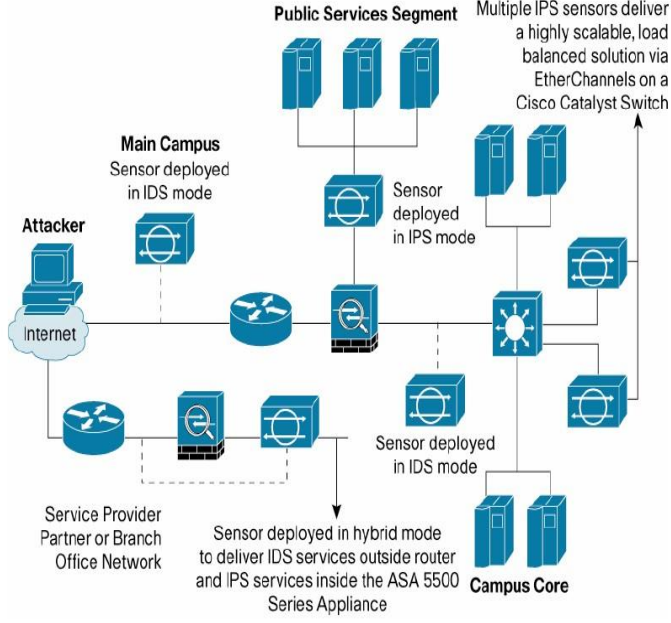 Public Services Segment
Multiple IPS sensors deliver
a highly scalable, load
balanced solution via
EtherChannels on a
Cisco Catalyst Switch
Main Campus
Sensor deployed
in IDS mode
Sensor
deployed
in IPS mode
Attacker
Internet
Sensor deployed
in IDS mode
Service Provider
Partner or Branch
Office Network
Sensor deployed in hybrid mode
to deliver IDS services outside router
and IPS services inside the ASA 5500
Series Appliance
Campus Core